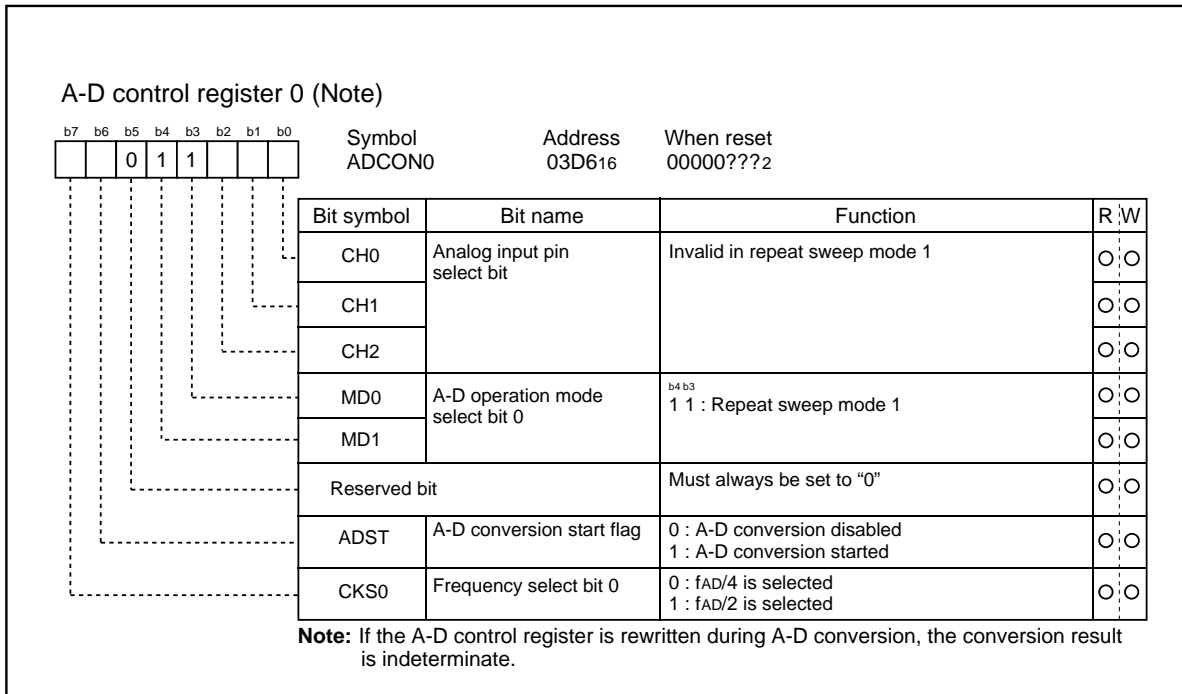 A-D control register 0 (Note)
b7 b6 b5 b4 b3 b2 b1 b0
0 1 1
Symbol Address When reset
ADCON0 03D616 00000???2
Bit symbol Bit name Function R W
CH0 Analog input pin select bit Invalid in repeat sweep mode 1
CH1
CH2
MD0 A-D operation mode select bit 0
b4 b3
1 1 : Repeat sweep mode 1
MD1
Reserved bit Must always be set to “0”
ADST A-D conversion start flag 0 : A-D conversion disabled
1 : A-D conversion started
CKS0 Frequency select bit 0 0 : fAD/4 is selected
1 : fAD/2 is selected
Note: If the A-D control register is rewritten during A-D conversion, the conversion result
is indeterminate.